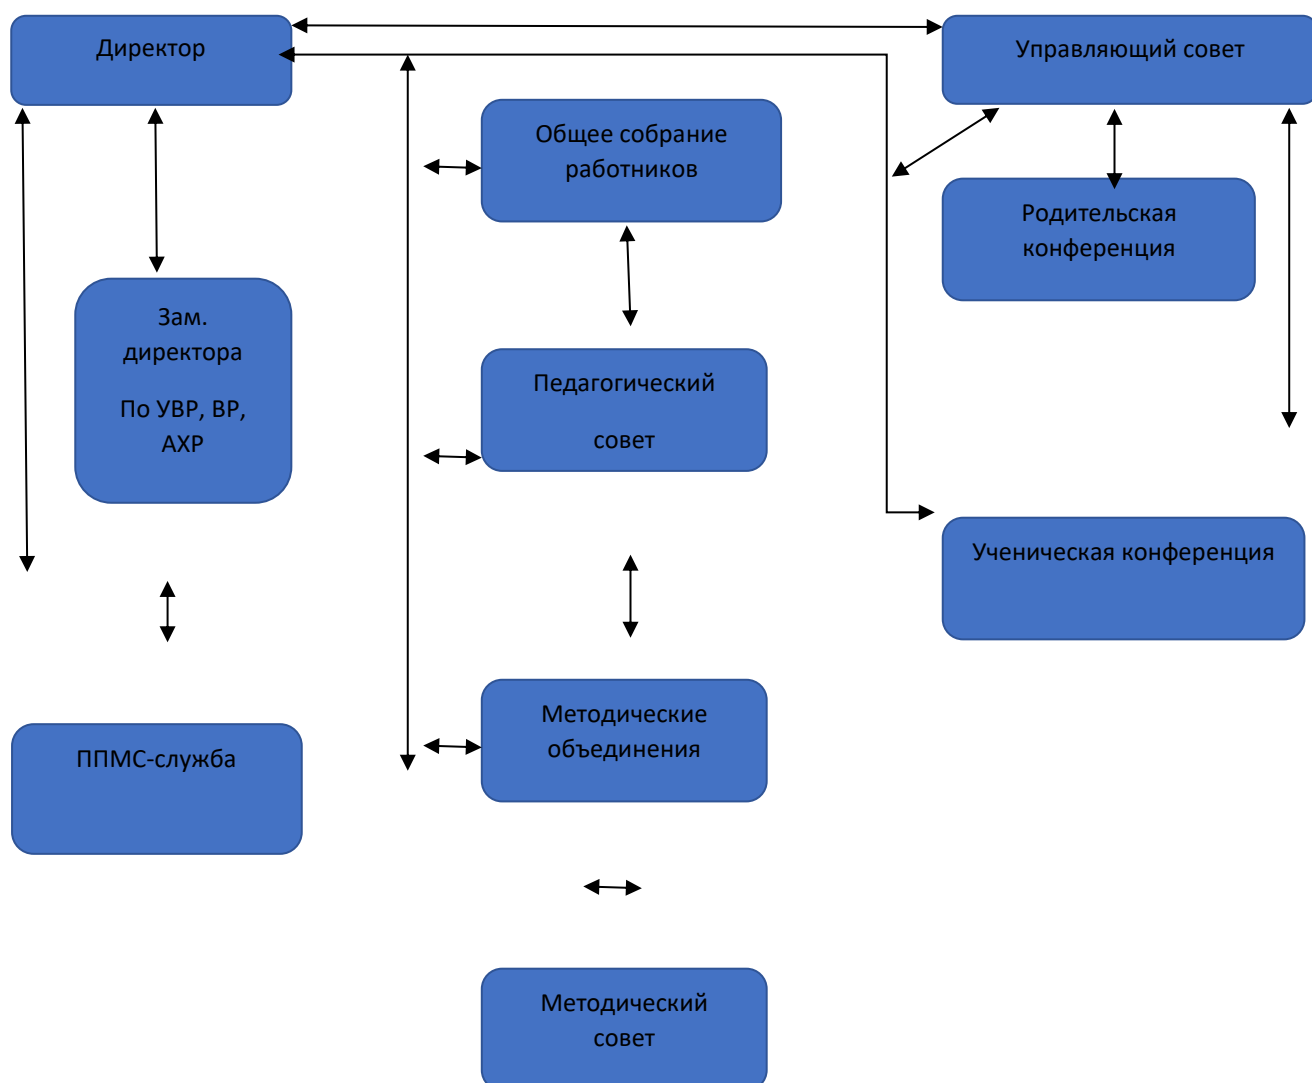 Директор
Управляющий совет
Общее собрание
работников
Родительская
конференция
Зам.
директора
По УВР, ВР,
АХР
Педагогический
совет
Ученическая конференция
Методические
объединения
ППМС-служба
Методический
совет